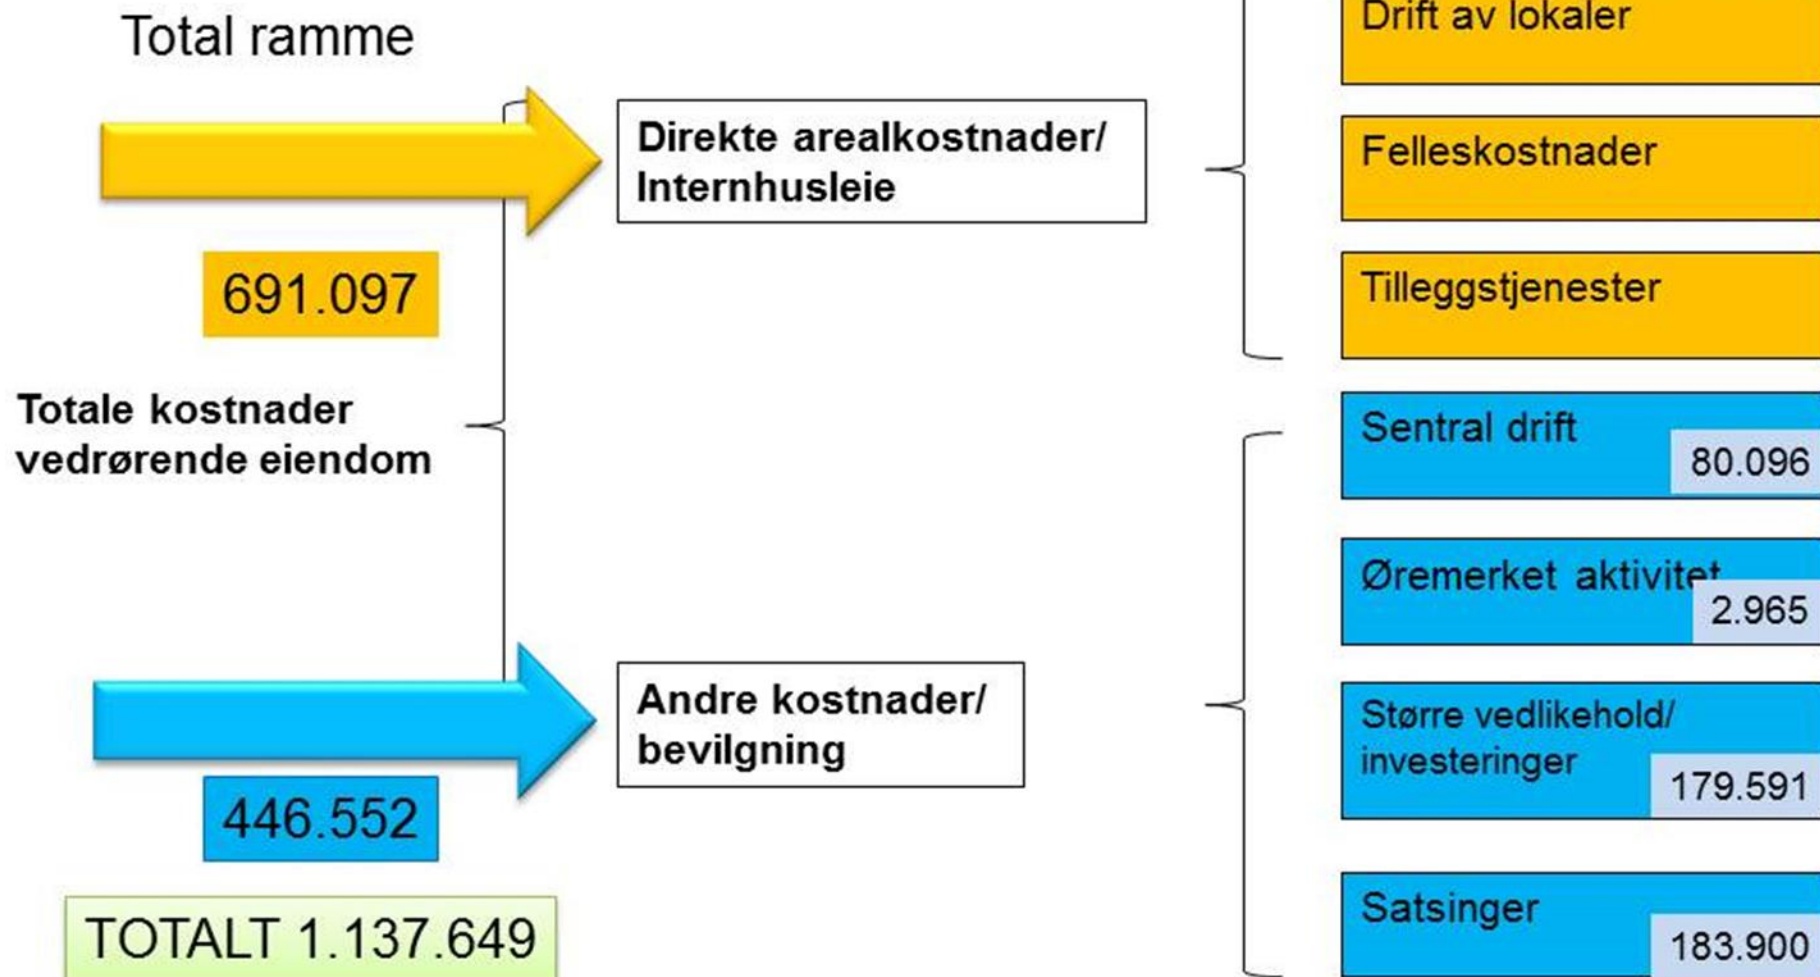 Total ramme
691.097
Totale kostnader
vedrørende eiendom
446.552
TOTALT 1.137.649
Direkte arealkostnader/
Internhusleie
Andre kostnader/
bevilgning
Drift av lokaler
Felleskostnader
Tilleggstjenester
Sentral drift
80.096
Øremerket aktivitet
2.965
Større vedlikehold/
investeringer
179.591
Satsinger
183.900